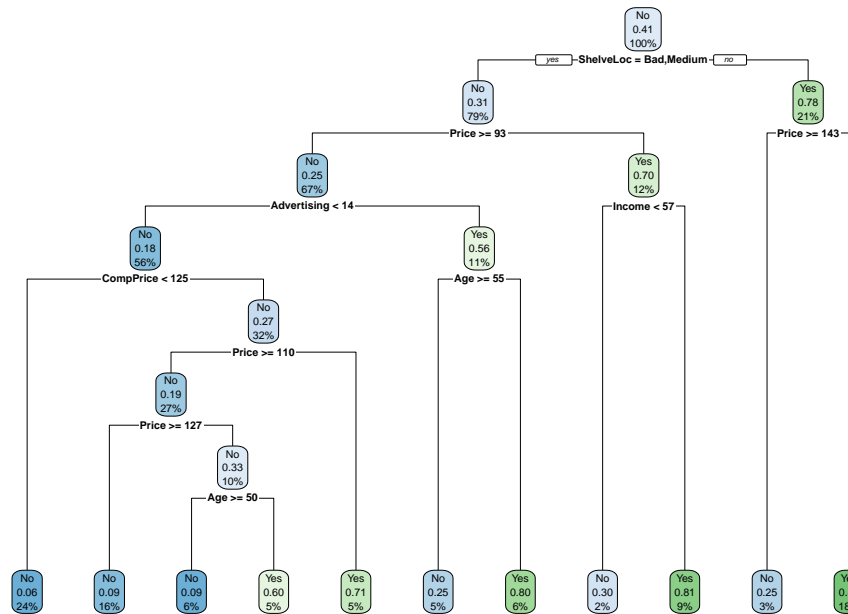 No
0.41
100%
yes ShelveLoc = Bad,Medium no
No
0.31
79%
Yes
0.78
21%
Price >= 93
Price >= 143
No
0.25
67%
Yes
0.70
12%
Advertising < 14
Income < 57
No
0.18
56%
Yes
0.56
11%
CompPrice < 125
Age >= 55
No
0.27
32%
Price >= 110
No
0.19
27%
Price >= 127
No
0.33
10%
Age >= 50
No
0.06
24%
No
0.09
16%
No
0.09
6%
Yes
0.60
5%
Yes
0.71
5%
No
0.25
5%
Yes
0.80
6%
No
0.30
2%
Yes
0.81
9%
No
0.25
3%